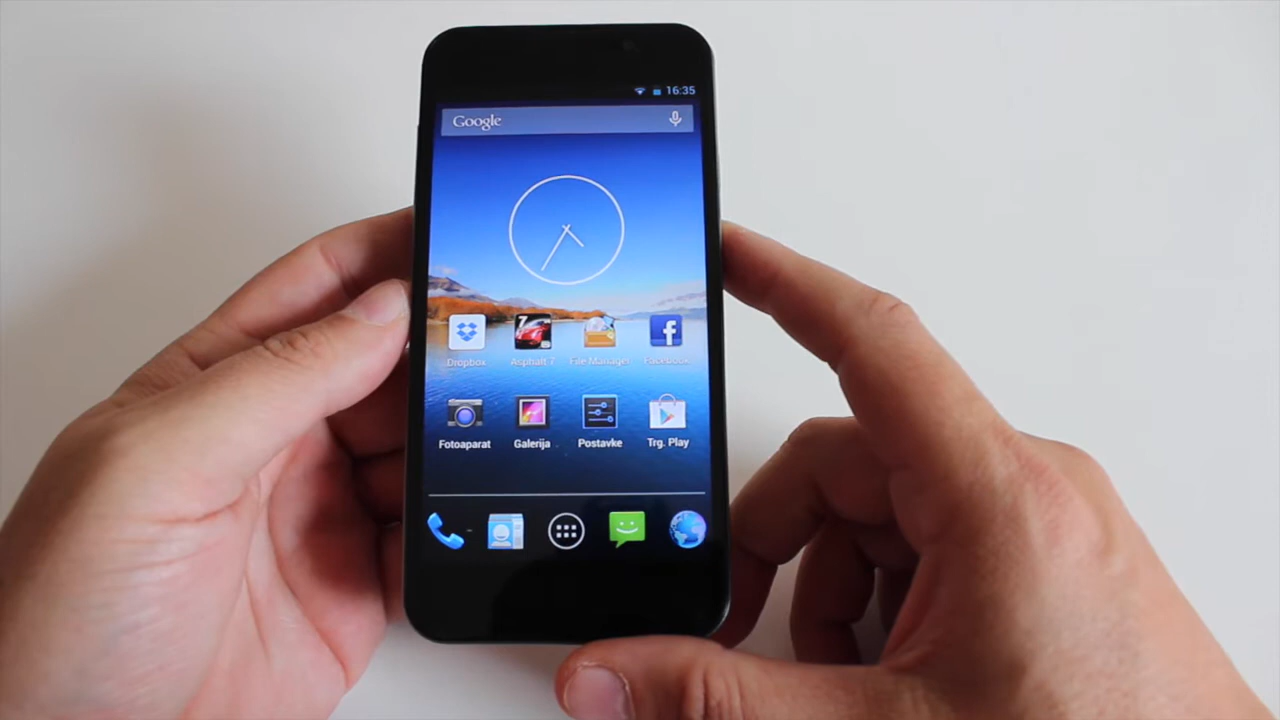 16:35
Google
Dropbox Asphalt 7 File Manager Facebook
Fotoaparat Galerija Postavke Trg. Play